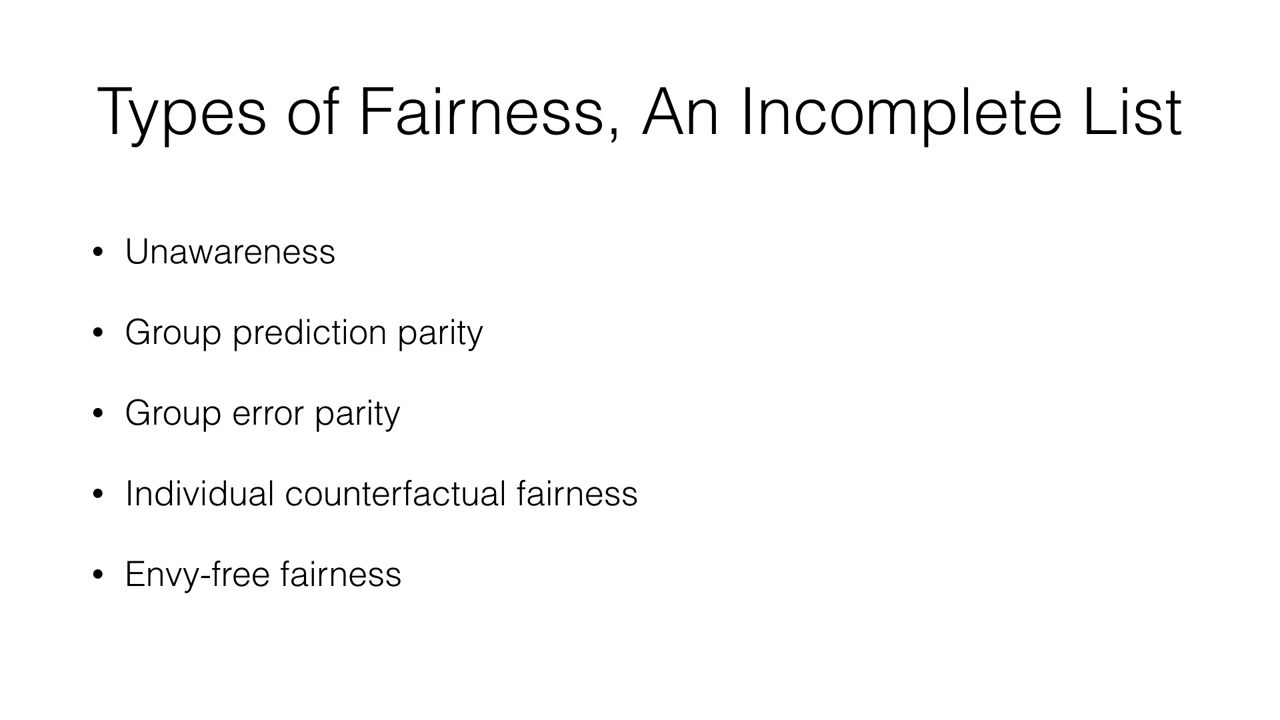 Types of Fairness, An Incomplete List
• Unawareness
• Group prediction parity
• Group error parity
• Individual counterfactual fairness
• Envy-free fairness